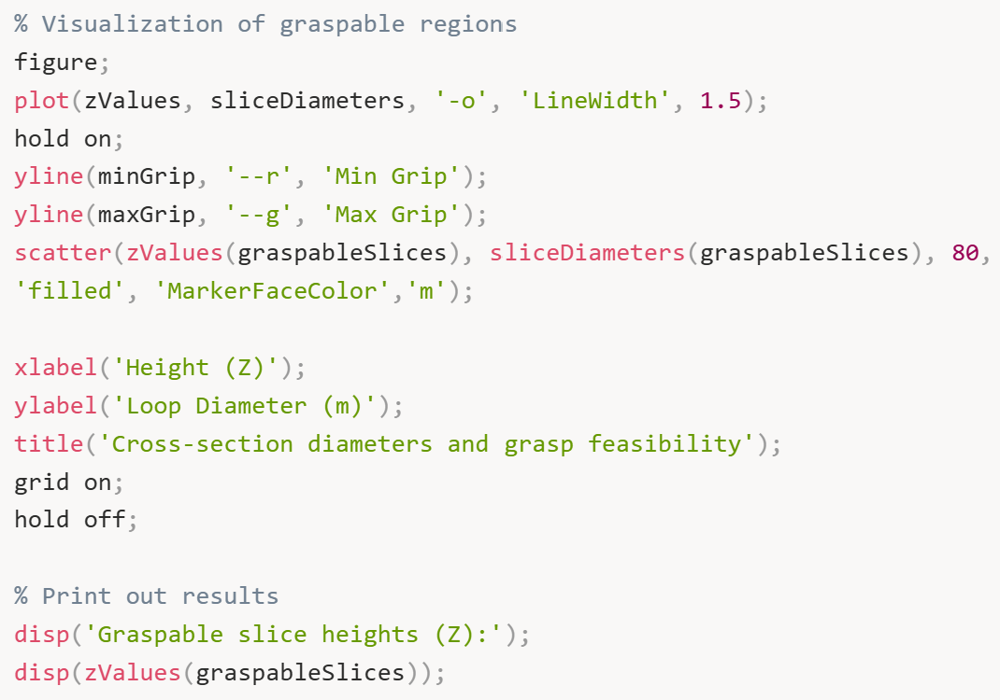 % Visualization of graspable regions
figure;
plot(zValues, sliceDiameters, '-o', 'LineWidth', 1.5);
hold on;
yline(minGrip, '--r', 'Min Grip');
yline(maxGrip, '--g', 'Max Grip');
scatter(zValues(graspableSlices), sliceDiameters(graspableSlices), 80,
'filled', 'MarkerFaceColor','m');
xlabel('Height (Z)');
ylabel('Loop Diameter (m)');
title('Cross-section diameters and grasp feasibility');
grid on;
hold off;
% Print out results
disp('Graspable slice heights (Z):');
disp(zValues(graspableSlices));